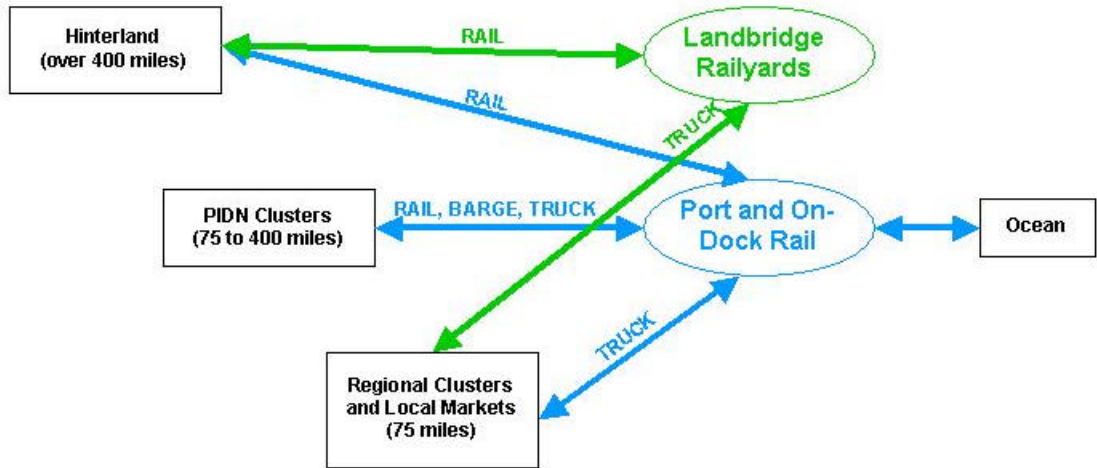 Hinterland
(over 400 miles)
RAIL
Landbridge
Railyards
RAIL
TRUCK
PIDN Clusters
(75 to 400 miles)
RAIL, BARGE, TRUCK
Port and On-
Dock Rail
Ocean
TRUCK
Regional Clusters
and Local Markets
(75 miles)